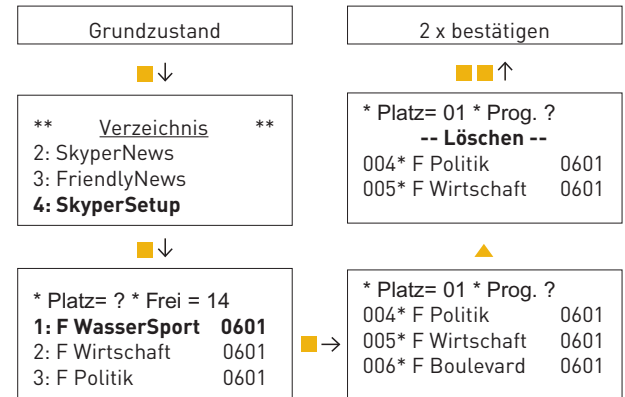 Grundzustand
** Verzeichnis **
2: SkyperNews
3: FriendlyNews
4: SkyperSetup
* Platz= ? * Frei = 14
1: F WasserSport 0601
2: F Wirtschaft 0601
3: F Politik 0601
* Platz= 01 * Prog. ?
004* F Politik 0601
005* F Wirtschaft 0601
006* F Boulevard 0601
* Platz= 01 * Prog. ?
-- Löschen --
004* F Politik 0601
005* F Wirtschaft 0601
2 x bestätigen